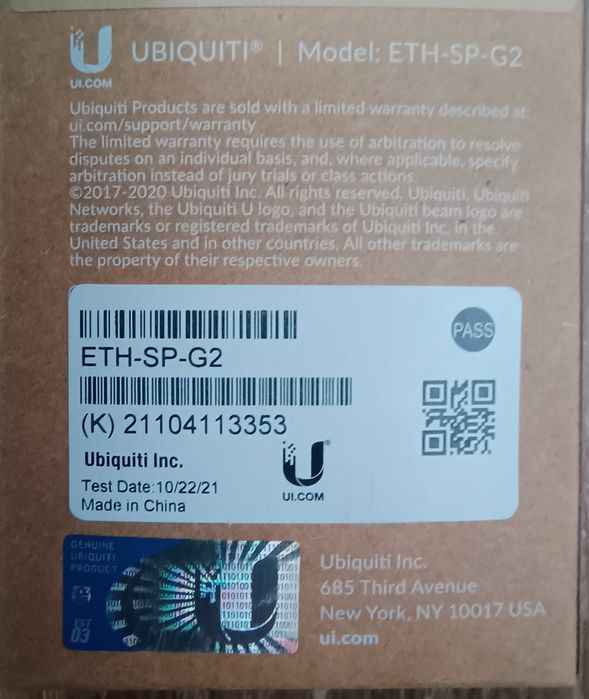 UBIQUITI® | Model: ETH-SP-G2
UI.COM
Ubiquiti Products are sold with a limited warranty described at:
ui.com/support/warranty
The limited warranty requires the use of arbitration to resolve
disputes on an individual basis, and, where applicable, specify
arbitration instead of jury trials or class actions.
©2017-2020 Ubiquiti Inc. All rights reserved. Ubiquiti, Ubiquiti
Networks, the Ubiquiti U logo, and the Ubiquiti beam logo are
trademarks or registered trademarks of Ubiquiti Inc. in the
United States and in other countries. All other trademarks are
the property of their respective owners.
PASS
ETH-SP-G2
(K) 21104113353
Ubiquiti Inc.
UI.COM
Test Date:10/22/21
Made in China
GENUINE
UBIQUITI
PRODUCT
EST
03
Ubiquiti Inc.
685 Third Avenue
New York, NY 10017 USA
ui.com